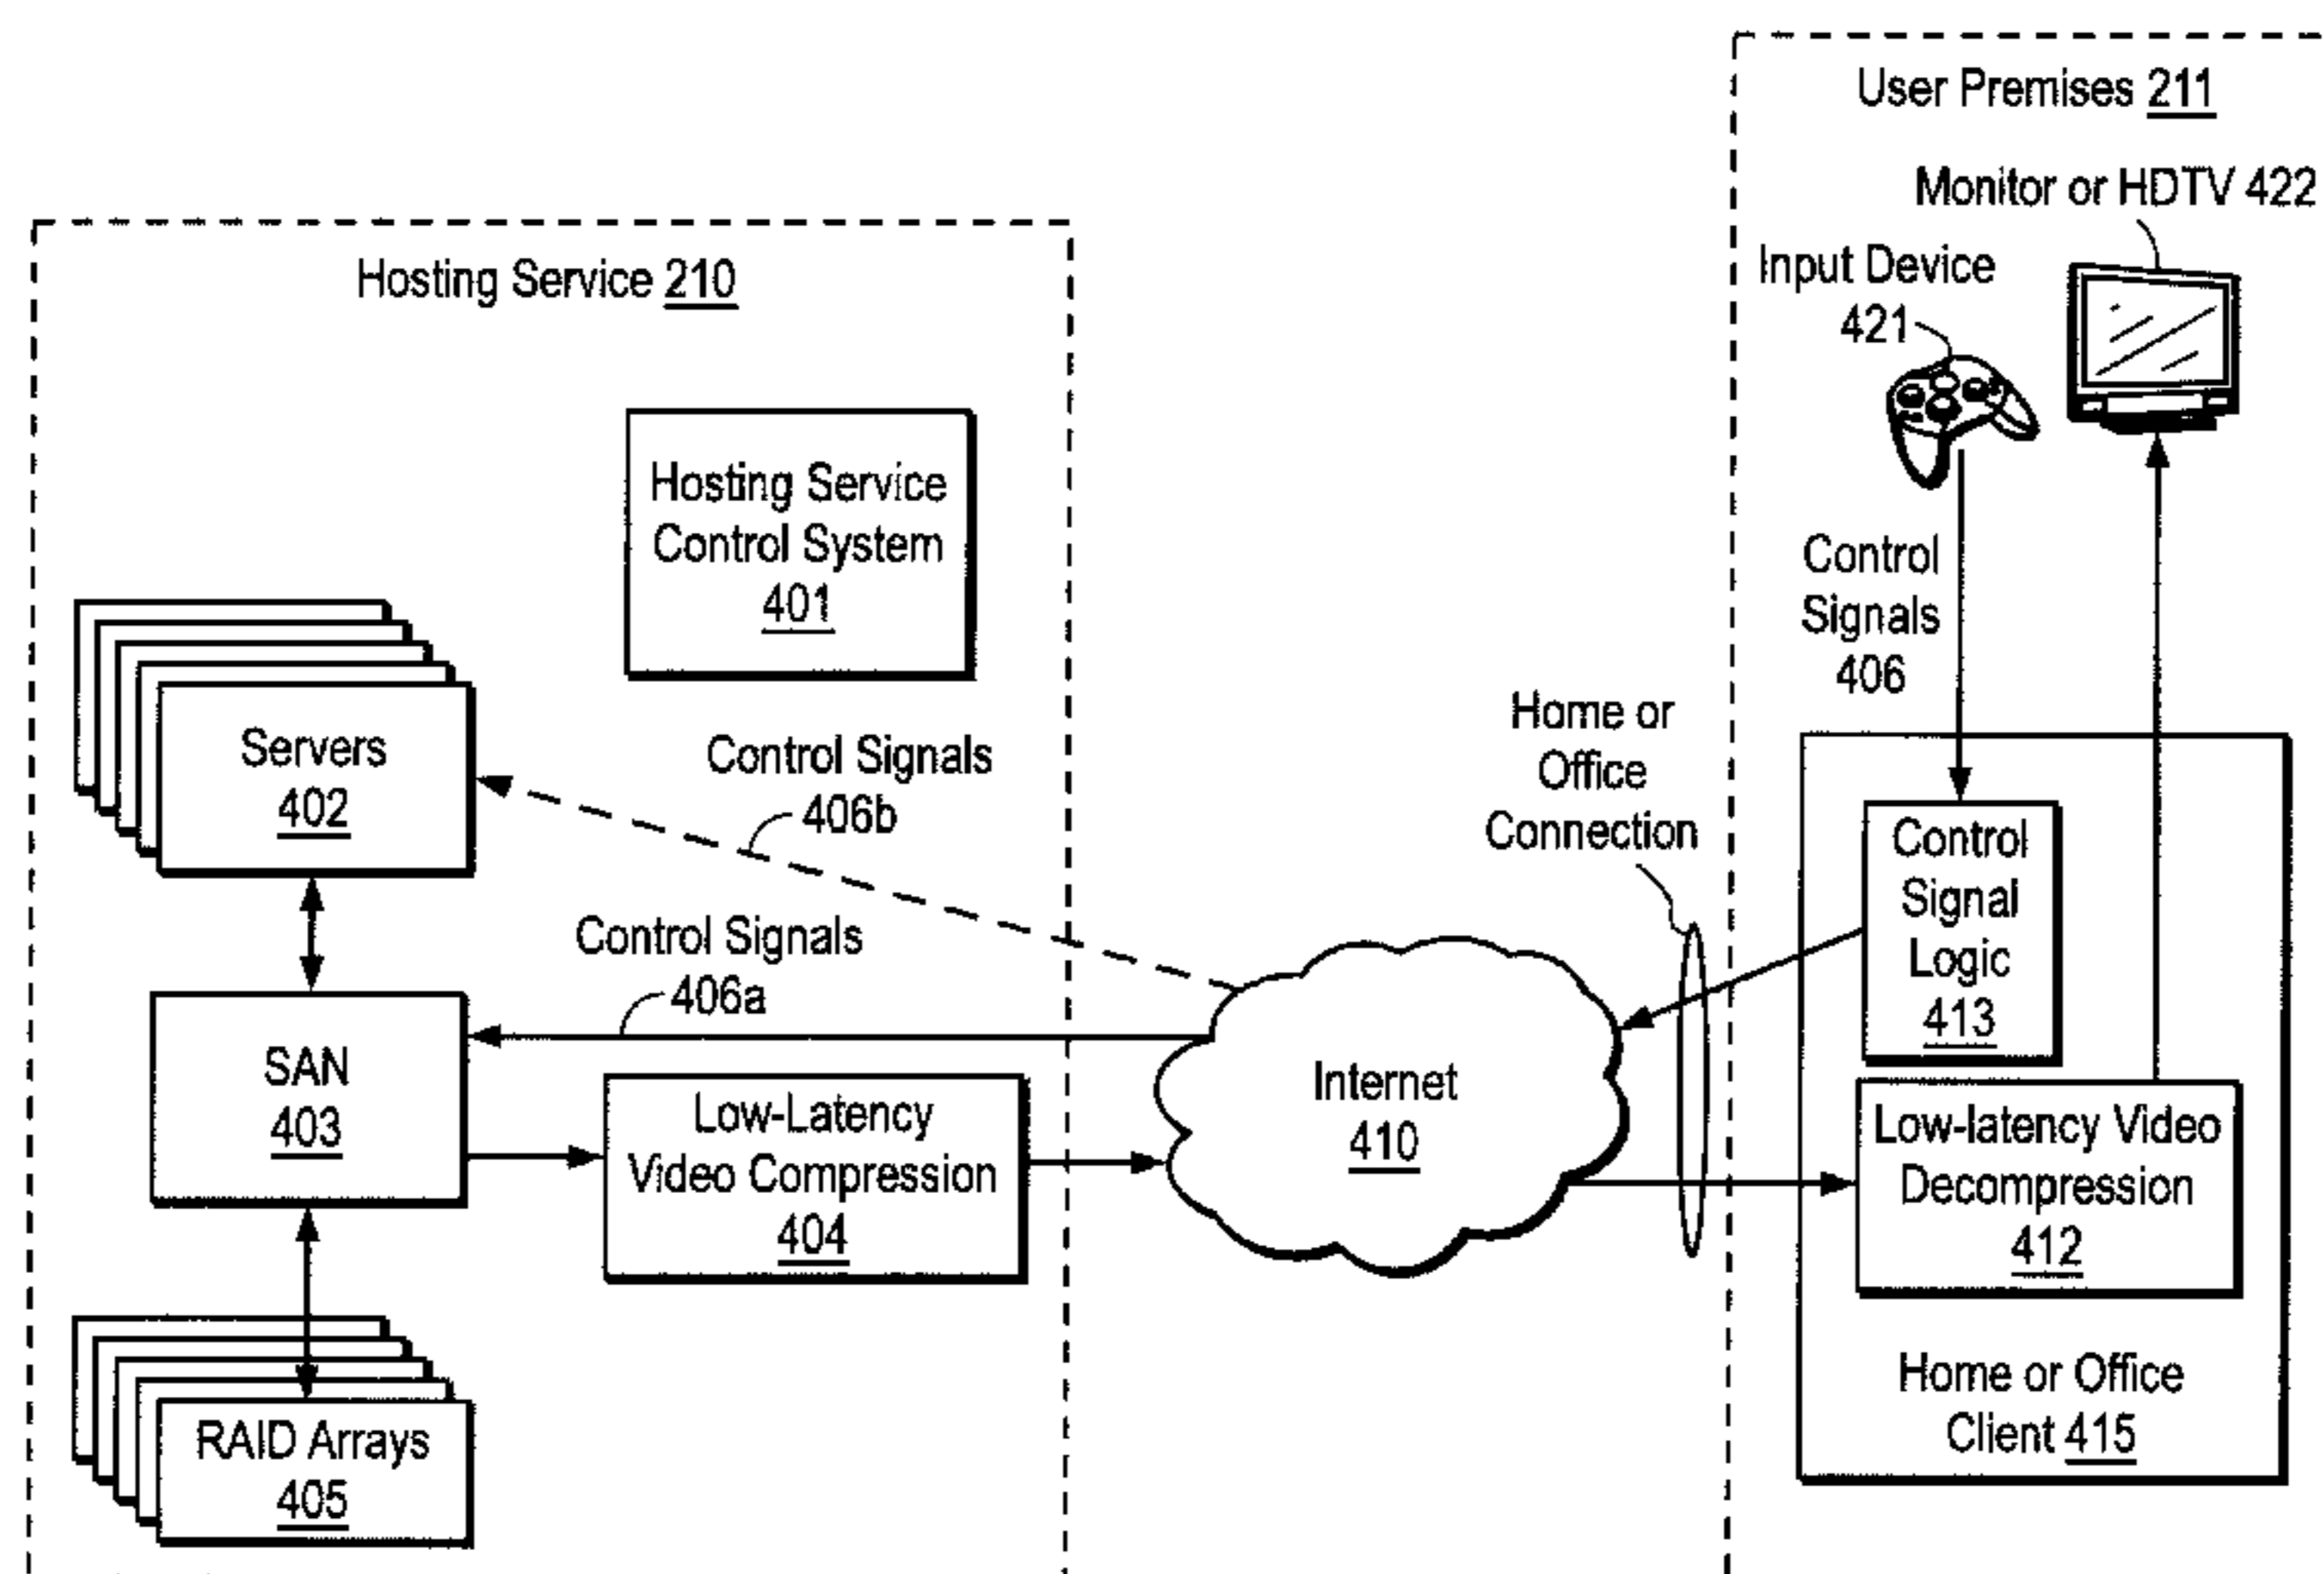 User Premises 211
Monitor or HDTV 422
Input Device
421
Hosting Service 210
Hosting Service
Control System
401
Control
Signals
406
Servers
402
Control Signals
406b
Home or
Office
Connection
Control
Signal
Logic
413
Control Signals
406a
SAN
403
Low-Latency
Video Compression
404
Internet
410
Low-latency Video
Decompression
412
RAID Arrays
405
Home or Office
Client 415